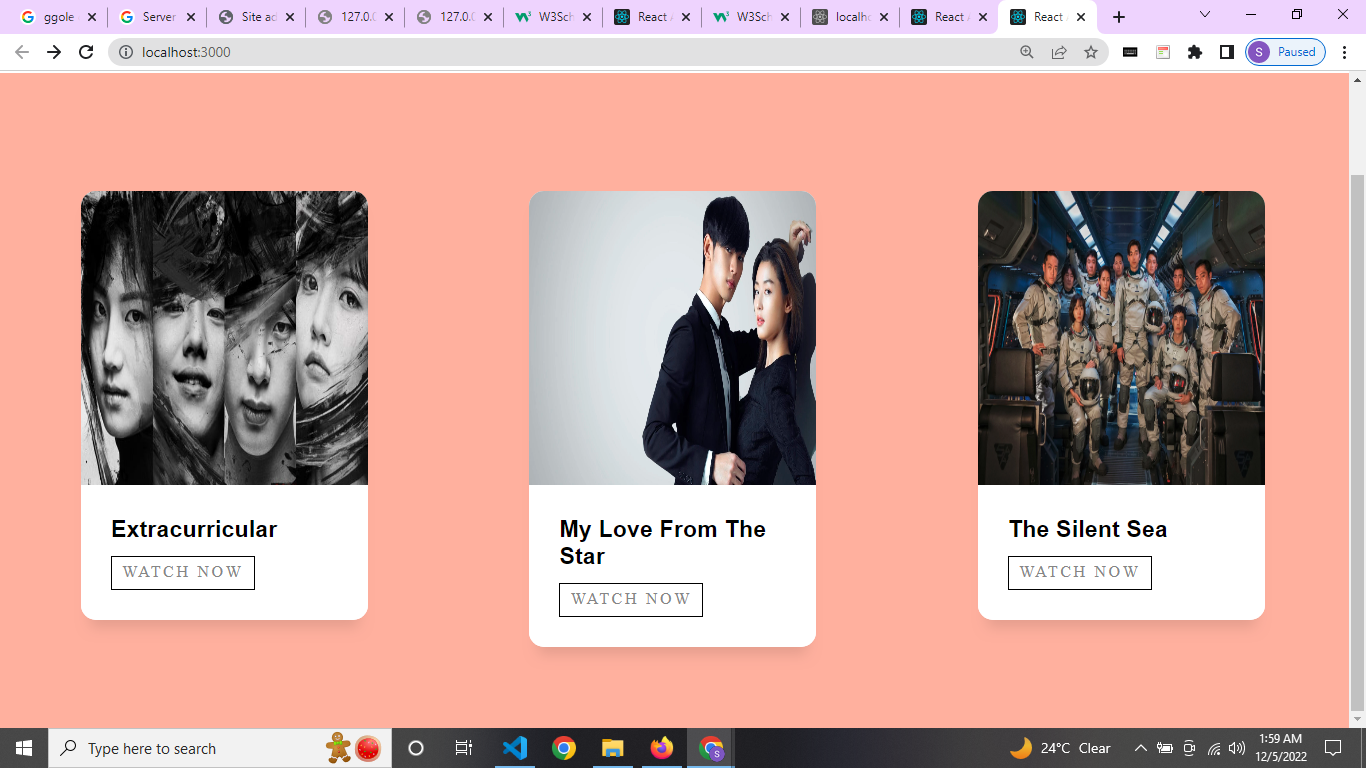 ggole
Server
Site ad
127.0.0
127.0.0
W3Sch
React A
W3Sch
localho
React A
React A
localhost:3000
S
Paused
Extracurricular
WATCH NOW
My Love From The
Star
WATCH NOW
The Silent Sea
WATCH NOW
Type here to search
24°C Clear
1:59 AM
12/5/2022